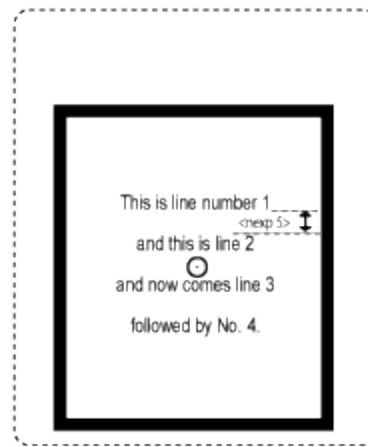 This is line number 1
<nexp 5>
and this is line 2
and now comes line 3
followed by No. 4.